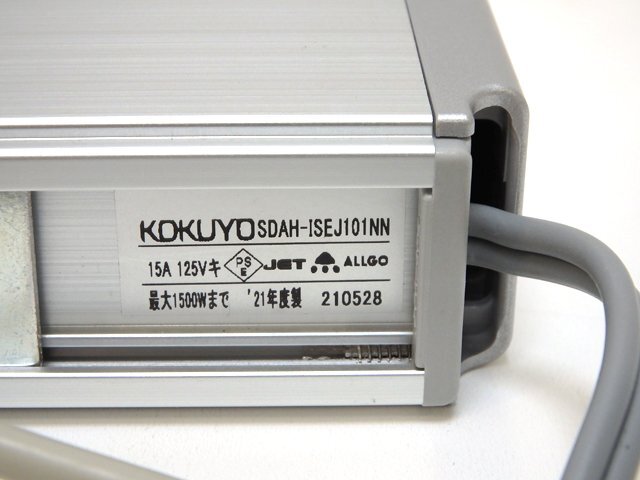 KOKUYO SDAH-ISEJ101NN
15A 125Vキ PSE JET ALLGO
最大1500Wまで '21年度製 210528